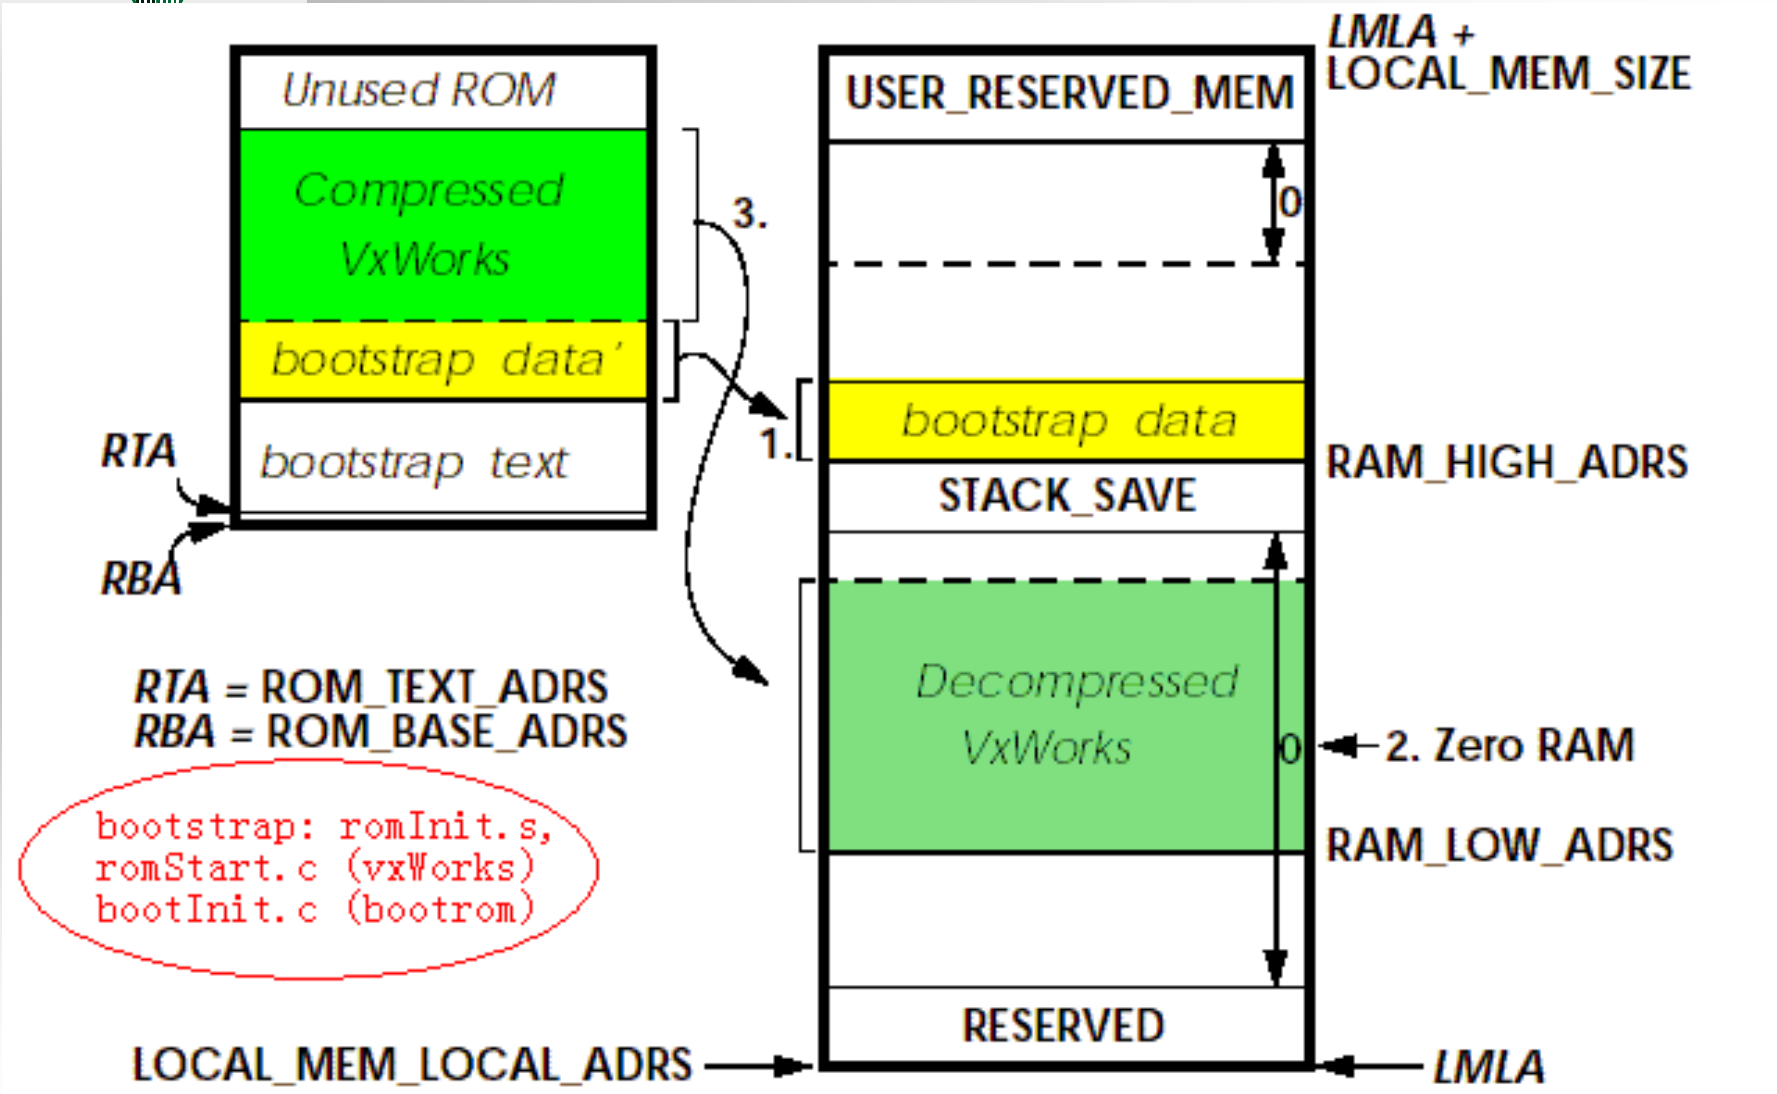 Unused ROM
Compressed
VxWorks
bootstrap data’
bootstrap text
RTA
RBA
3.
1.
RTA = ROM_TEXT_ADRS
RBA = ROM_BASE_ADRS
bootstrap: romInit.s,
romStart.c (vxWorks)
bootInit.c (bootrom)
LOCAL_MEM_LOCAL_ADRS
LMLA +
LOCAL_MEM_SIZE
USER_RESERVED_MEM
0
bootstrap data
RAM_HIGH_ADRS
STACK_SAVE
Decompressed
VxWorks
0
2. Zero RAM
RAM_LOW_ADRS
RESERVED
LMLA